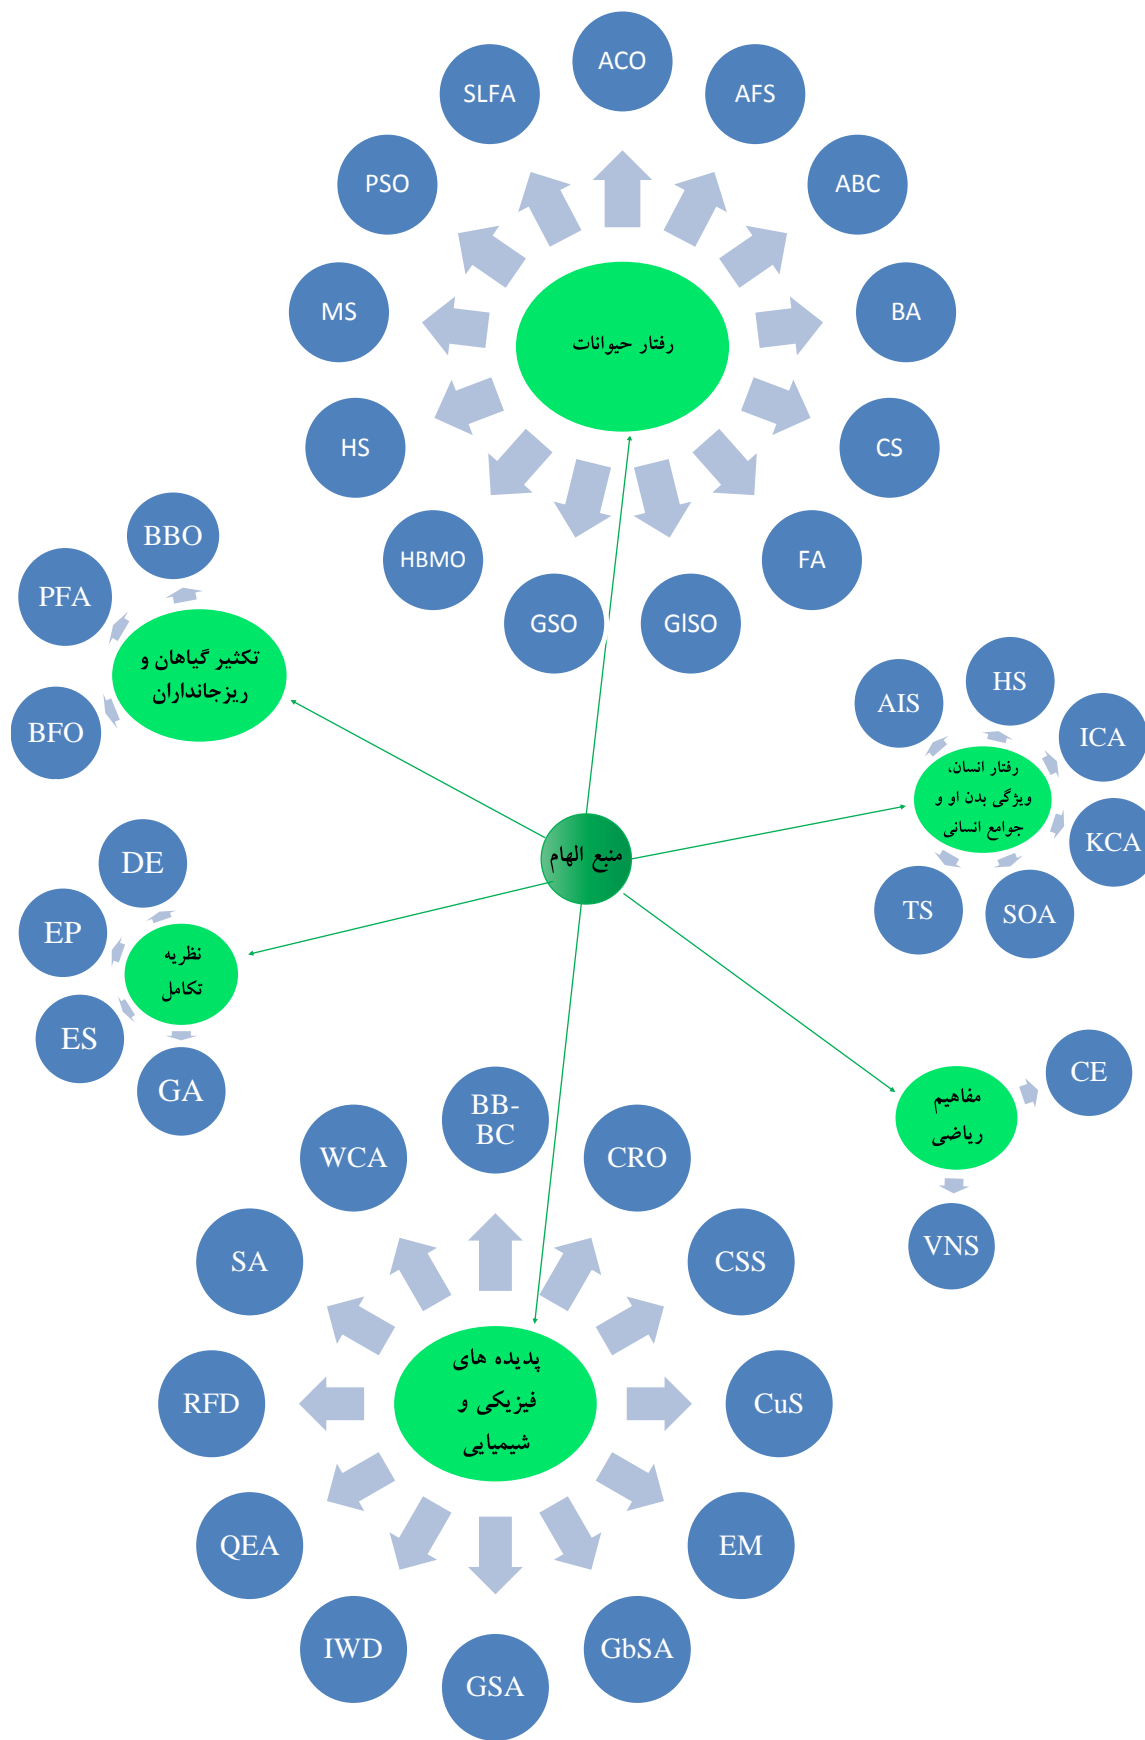 ACO
AFS
ABC
BA
CS
FA
GlSO
GSO
HBMO
HS
MS
PSO
SLFA
رفتار حیوانات
BBO
PFA
BFO
تکثیر گیاهان و
ریزجانداران
AIS
HS
ICA
KCA
SOA
TS
رفتار انسان،
ویژگی بدن او و
جوامع انسانی
منبع الهام
DE
EP
ES
GA
نظریه
تکامل
CE
VNS
مفاهیم
ریاضی
BB-
BC
CRO
CSS
CuS
EM
GbSA
GSA
IWD
QEA
RFD
SA
WCA
پدیده های
فیزیکی و
شیمیایی